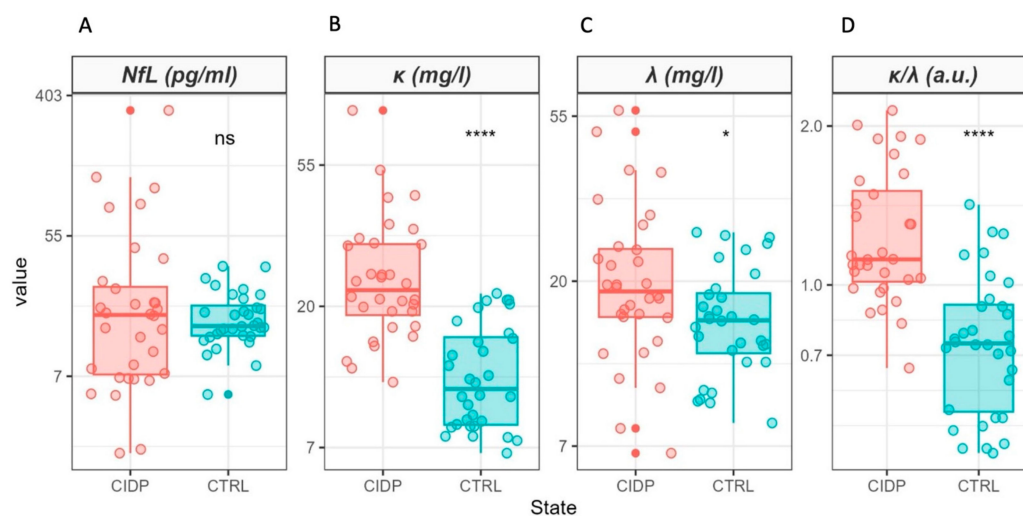 A
B
C
D
NfL (pg/ml)
κ (mg/l)
λ (mg/l)
κ/λ (a.u.)
403
55
7
ns
55
20
7
****
55
20
7
*
2.0
1.0
0.7
****
value
CIDP
CTRL
CIDP
CTRL
CIDP
CTRL
CIDP
CTRL
State